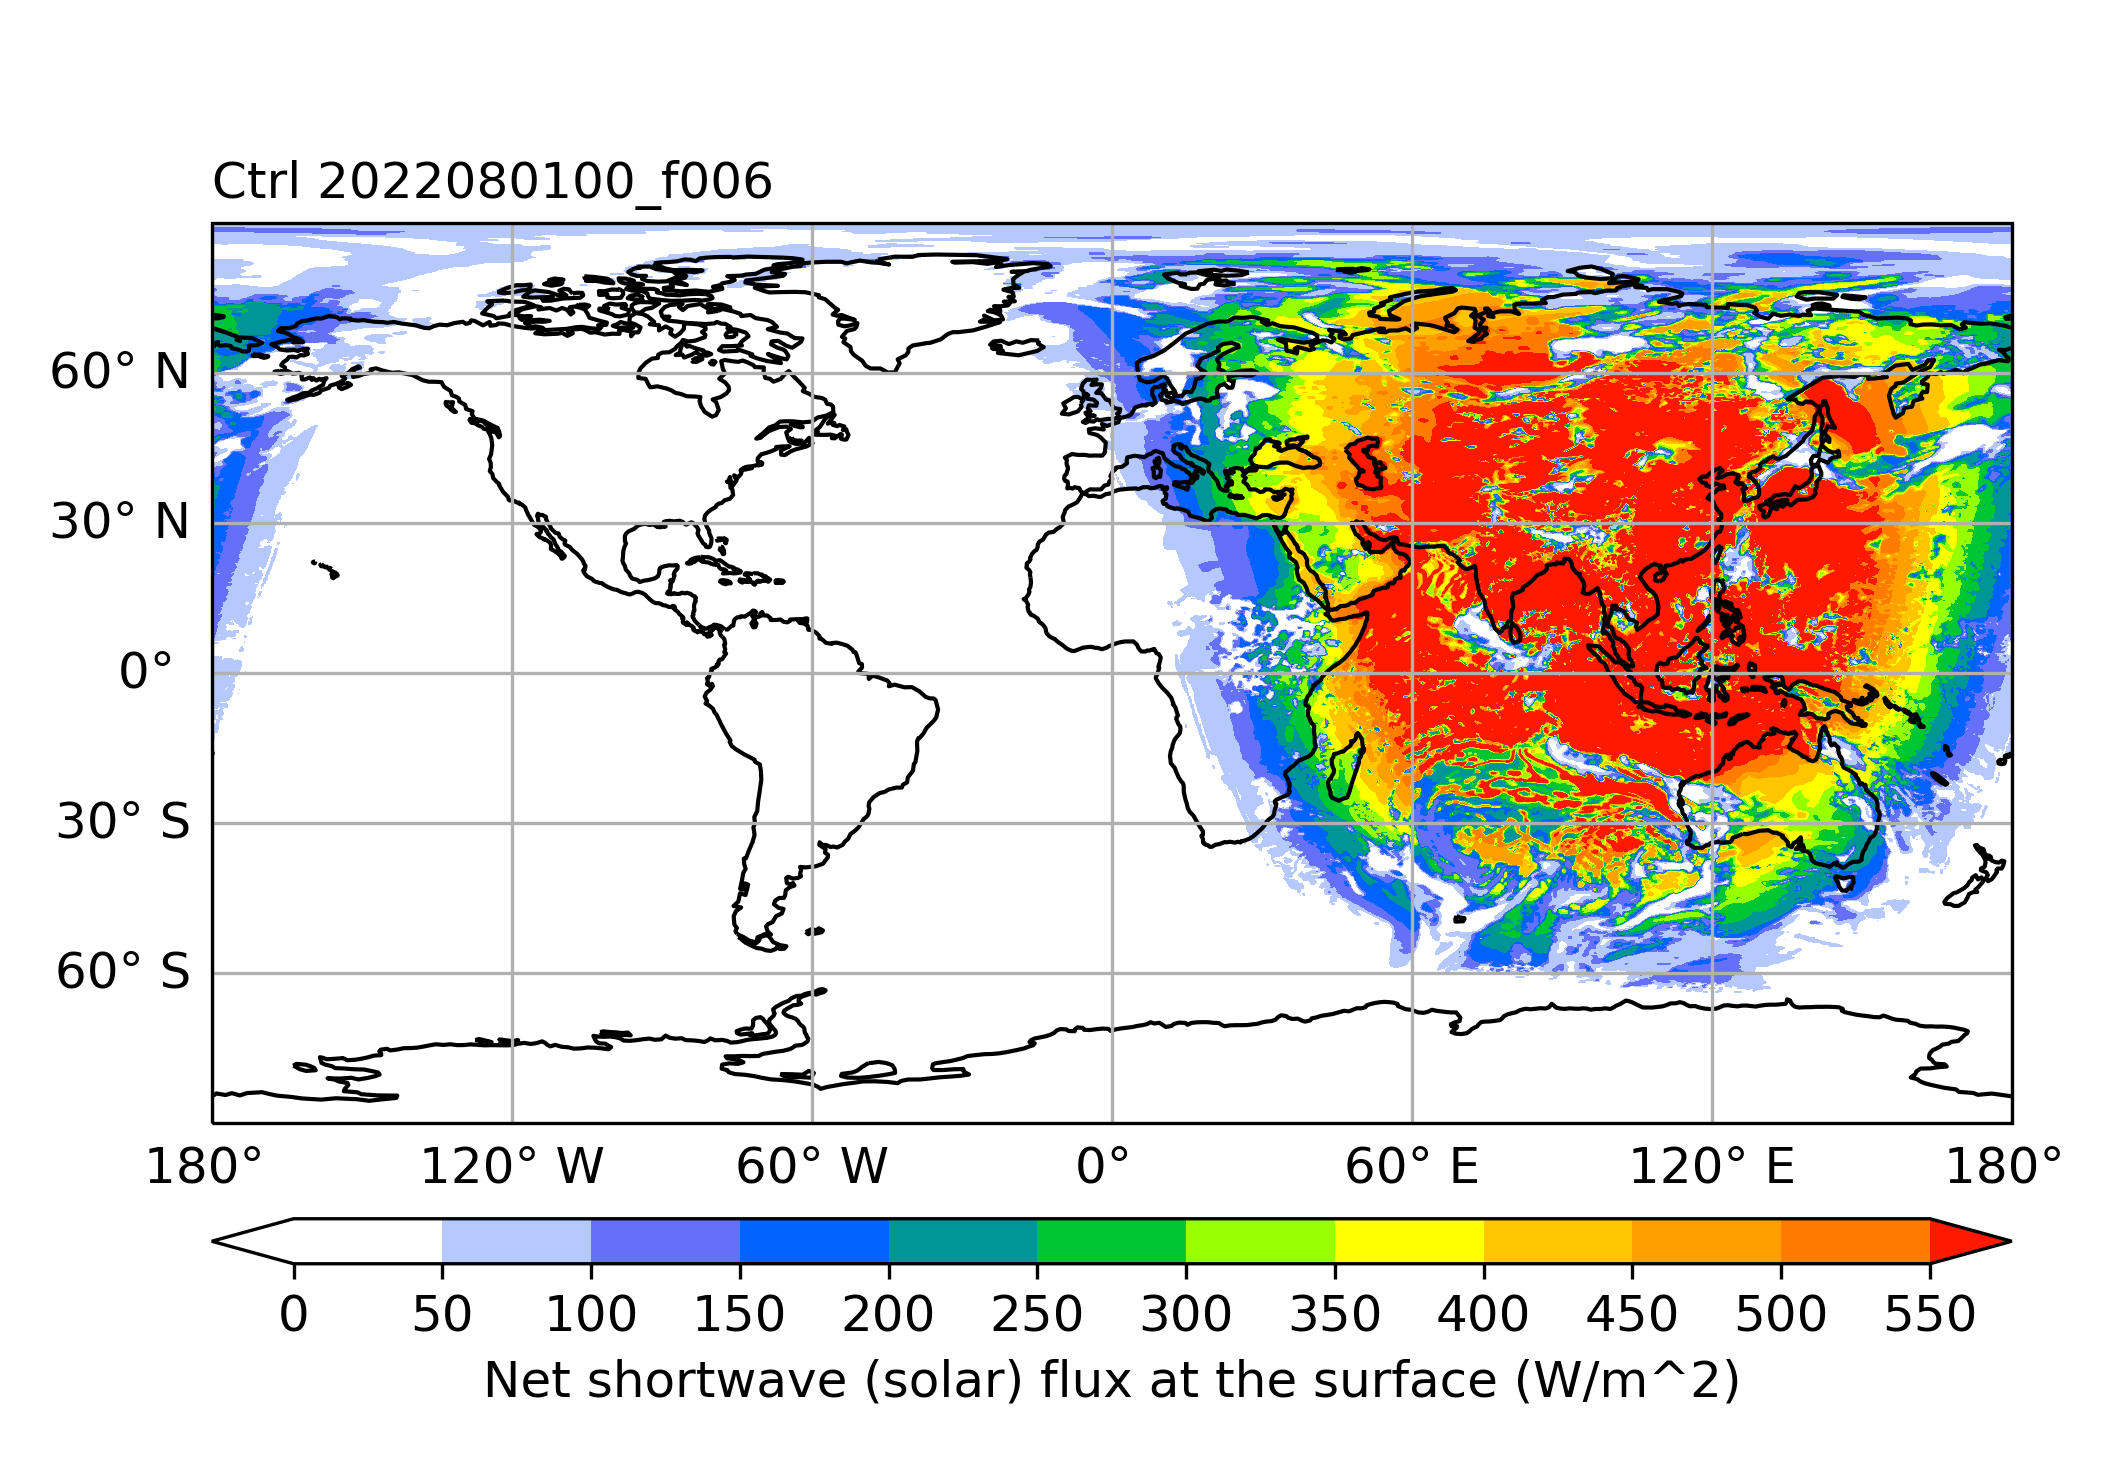 Ctrl 2022080100_f006
60° N
30° N
0°
30° S
60° S
180° 120° W 60° W 0° 60° E 120° E 180°
0 50 100 150 200 250 300 350 400 450 500 550
Net shortwave (solar) flux at the surface (W/m^2)